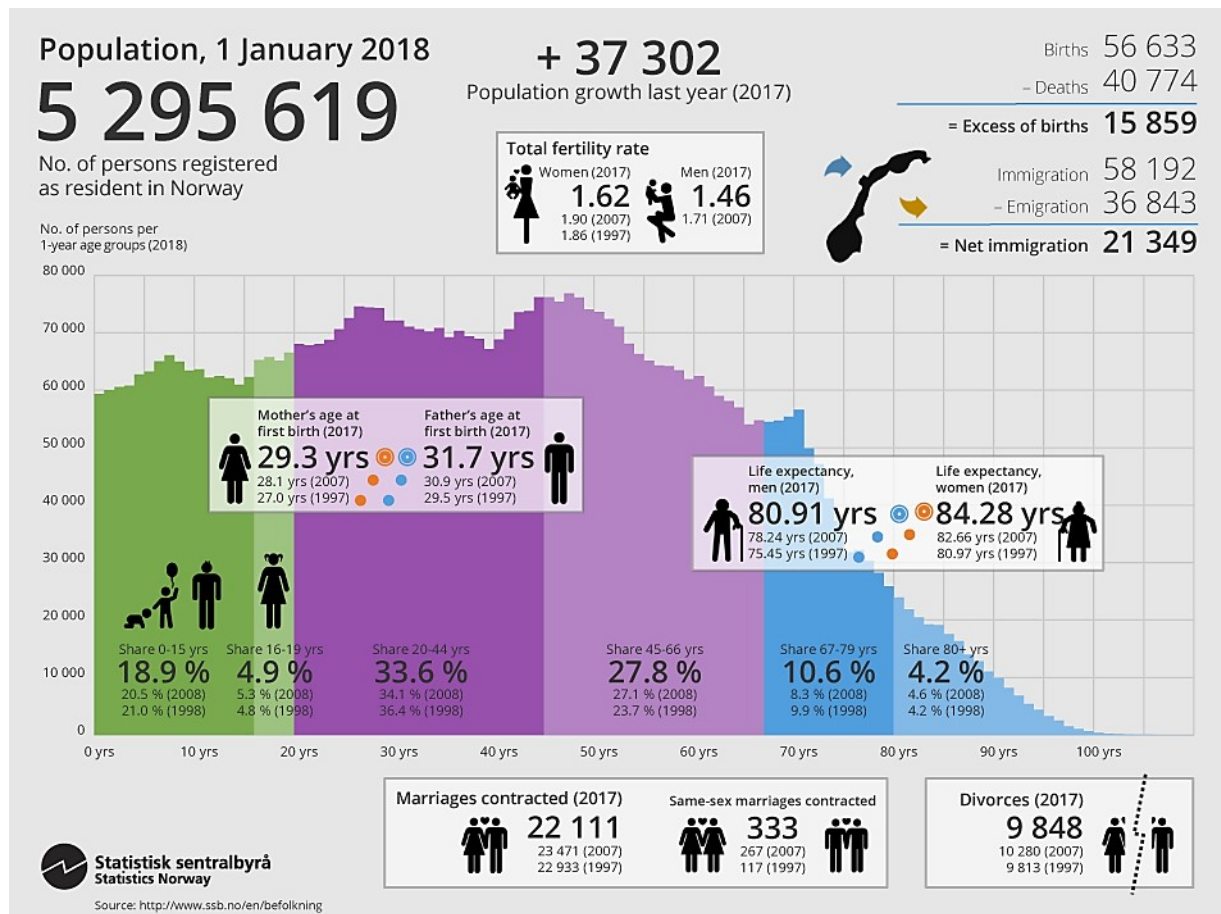 Population, 1 January 2018
5 295 619
No. of persons registered
as resident in Norway
+ 37 302
Population growth last year (2017)
Births 56 633
– Deaths 40 774
= Excess of births 15 859
Immigration 58 192
– Emigration 36 843
= Net immigration 21 349
Total fertility rate
Women (2017)
1.62
1.90 (2007)
1.86 (1997)
Men (2017)
1.46
1.71 (2007)
No. of persons per
1-year age groups (2018)
80 000
70 000
60 000
50 000
40 000
30 000
20 000
10 000
0
Mother's age at
first birth (2017)
29.3 yrs
28.1 yrs (2007)
27.0 yrs (1997)
Father's age at
first birth (2017)
31.7 yrs
30.9 yrs (2007)
29.5 yrs (1997)
Life expectancy,
men (2017)
80.91 yrs
78.24 yrs (2007)
75.45 yrs (1997)
Life expectancy,
women (2017)
84.28 yrs
82.66 yrs (2007)
80.97 yrs (1997)
Share 0-15 yrs
18.9 %
20.5 % (2008)
21.0 % (1998)
Share 16-19 yrs
4.9 %
5.3 % (2008)
4.8 % (1998)
Share 20-44 yrs
33.6 %
34.1 % (2008)
36.4 % (1998)
Share 45-66 yrs
27.8 %
27.1 % (2008)
23.7 % (1998)
Share 67-79 yrs
10.6 %
8.3 % (2008)
9.9 % (1998)
Share 80+ yrs
4.2 %
4.6 % (2008)
4.2 % (1998)
0 yrs 10 yrs 20 yrs 30 yrs 40 yrs 50 yrs 60 yrs 70 yrs 80 yrs 90 yrs 100 yrs
Marriages contracted (2017)
22 111
23 471 (2007)
22 933 (1997)
Same-sex marriages contracted
333
267 (2007)
117 (1997)
Divorces (2017)
9 848
10 280 (2007)
9 813 (1997)
Statistisk sentralbyrå
Statistics Norway
Source: http://www.ssb.no/en/befolkning